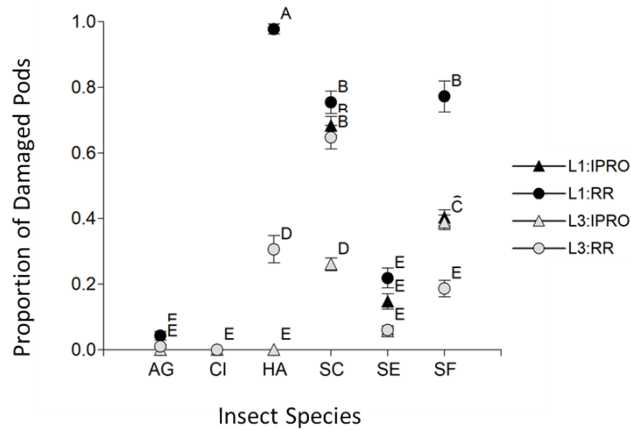 1.0
0.8
0.6
0.4
0.2
0.0
Proportion of Damaged Pods
A
B
B
B
D
D
B
C
E
E
E
E
E
E
E
E
AG CI HA SC SE SF
Insect Species
L1:IPRO
L1:RR
L3:IPRO
L3:RR